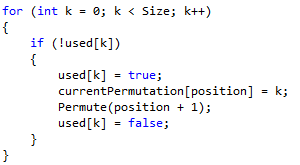 for (int k = 0; k < Size; k++)
{
    if (!used[k])
    {
        used[k] = true;
        currentPermutation[position] = k;
        Permute(position + 1);
        used[k] = false;
    }
}